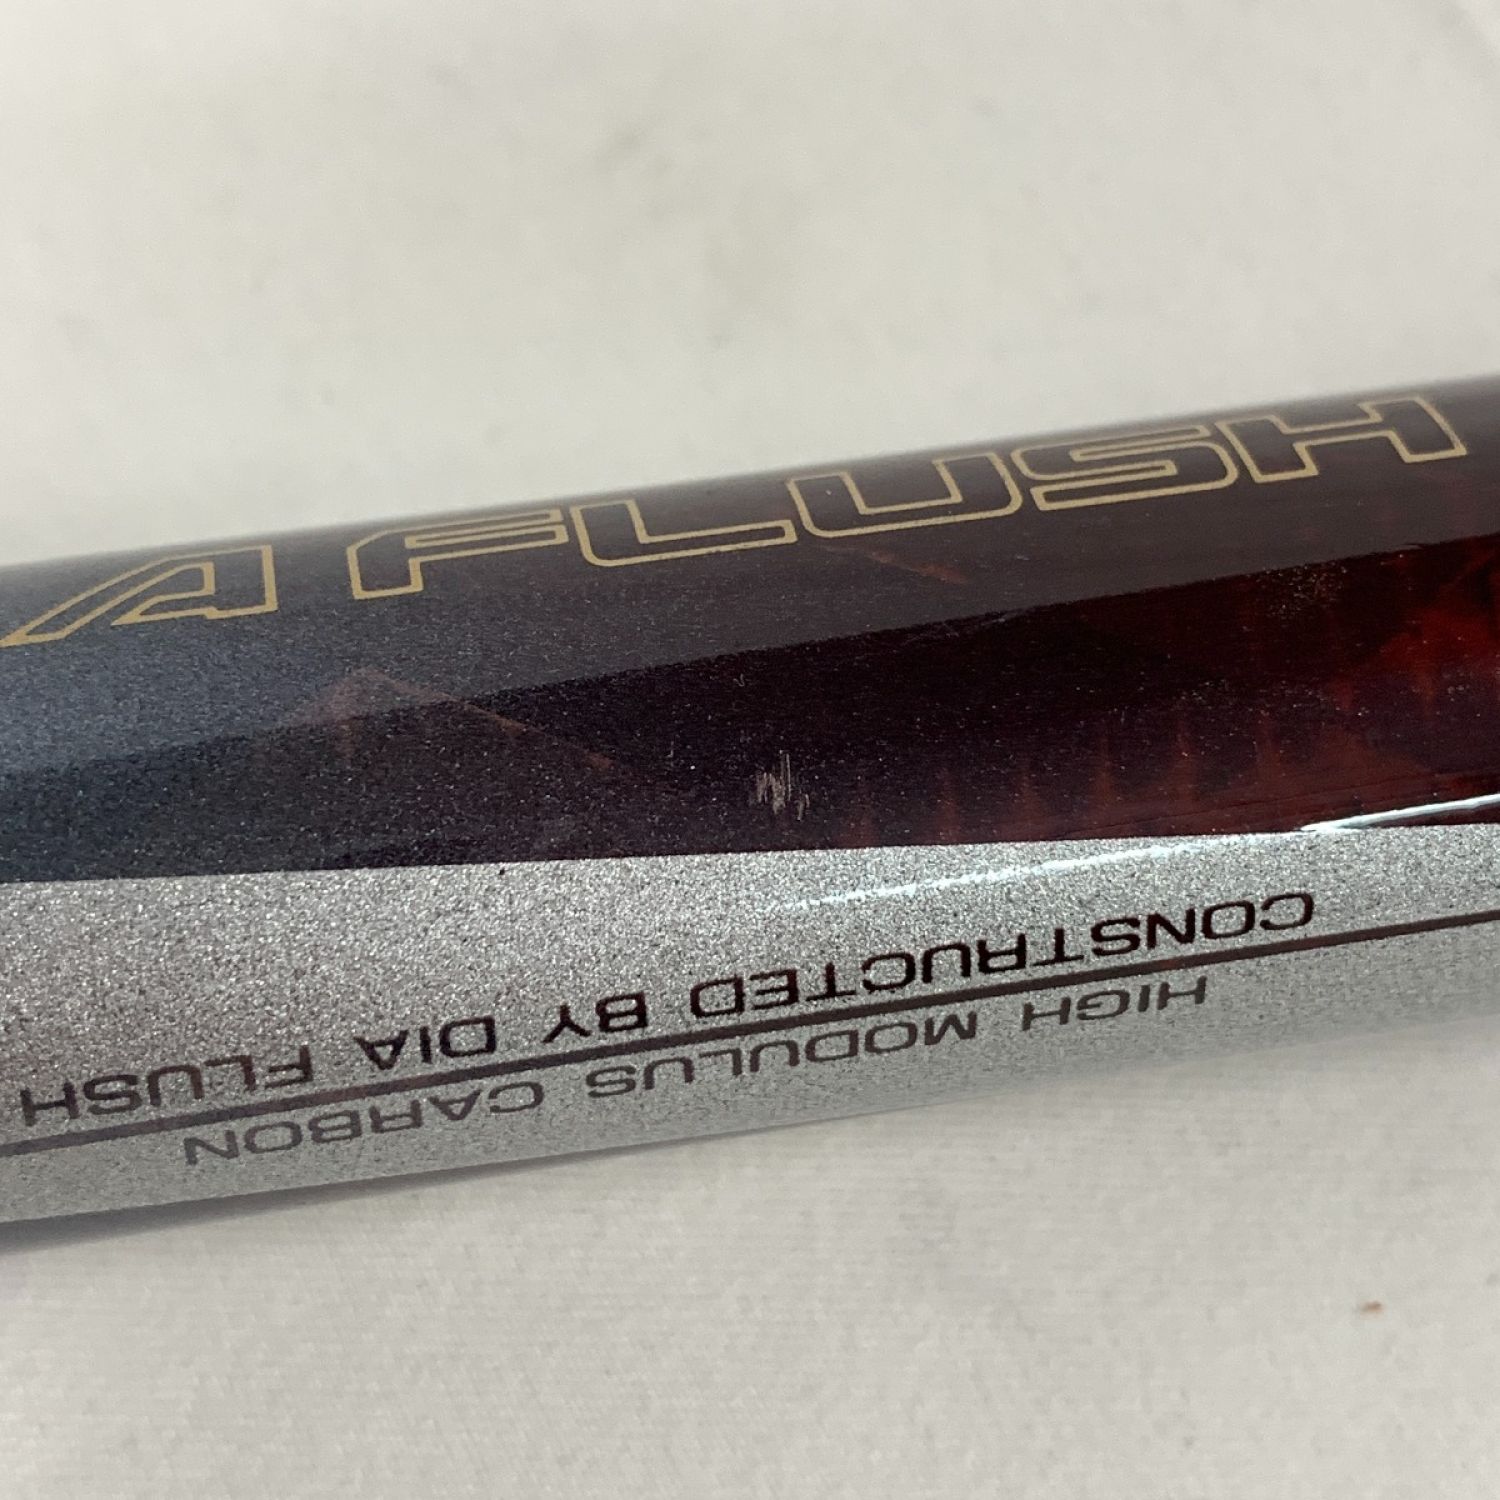 A FLUSH
CONSTRUCTED BY DIA FLUSH
HIGH MODULUS CARBON